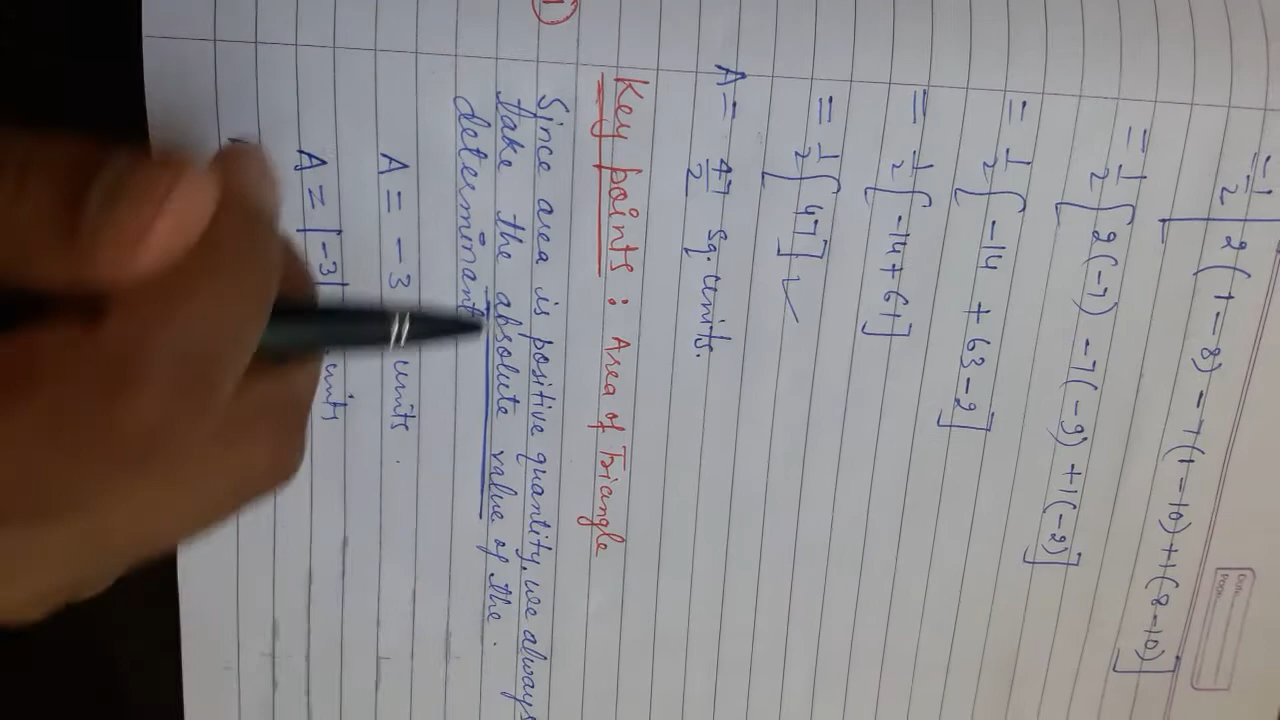 = 1/2 [ 2 (1 - 8) - 7 (1 - 10) + 1 (8 - 10) ]
= 1/2 [ 2(-7) - 7(-9) + 1(-2) ]
= 1/2 [ -14 + 63 - 2 ]
= 1/2 [ -14 + 61 ]
= 1/2 [ 47 ] ✓
A = 47/2 sq. units.
Key points : Area of Triangle
1) Since area is positive quantity, we always
take the absolute value of the
determinant
A = -3 units.
A = |-3| units